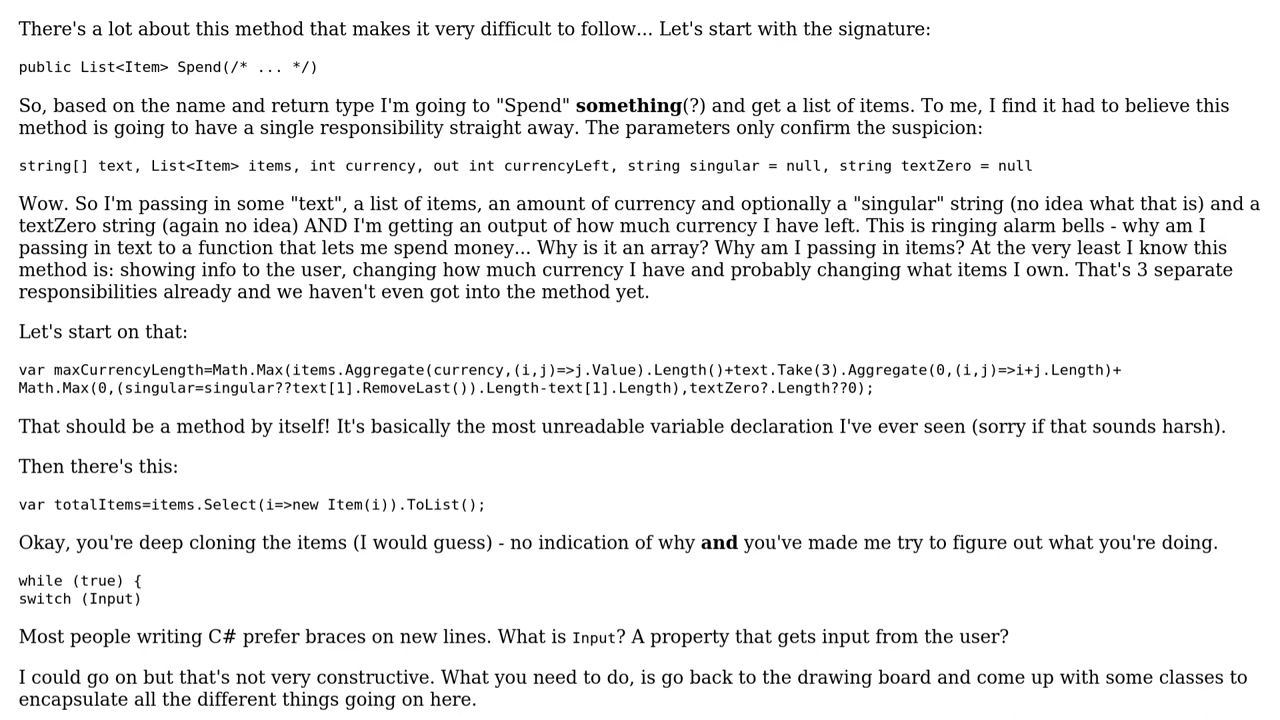 There's a lot about this method that makes it very difficult to follow... Let's start with the signature:
public List<Item> Spend(/* ... */)
So, based on the name and return type I'm going to "Spend" something(?) and get a list of items. To me, I find it had to believe this
method is going to have a single responsibility straight away. The parameters only confirm the suspicion:
string[] text, List<Item> items, int currency, out int currencyLeft, string singular = null, string textZero = null
Wow. So I'm passing in some "text", a list of items, an amount of currency and optionally a "singular" string (no idea what that is) and a
textZero string (again no idea) AND I'm getting an output of how much currency I have left. This is ringing alarm bells - why am I
passing in text to a function that lets me spend money... Why is it an array? Why am I passing in items? At the very least I know this
method is: showing info to the user, changing how much currency I have and probably changing what items I own. That's 3 separate
responsibilities already and we haven't even got into the method yet.
Let's start on that:
var maxCurrencyLength=Math.Max(items.Aggregate(currency,(i,j)=>j.Value).Length()+text.Take(3).Aggregate(0,(i,j)=>i+j.Length)+
Math.Max(0,(singular=singular??text[1].RemoveLast()).Length-text[1].Length),textZero?.Length??0);
That should be a method by itself! It's basically the most unreadable variable declaration I've ever seen (sorry if that sounds harsh).
Then there's this:
var totalItems=items.Select(i=>new Item(i)).ToList();
Okay, you're deep cloning the items (I would guess) - no indication of why and you've made me try to figure out what you're doing.
while (true) {
switch (Input)
Most people writing C# prefer braces on new lines. What is Input? A property that gets input from the user?
I could go on but that's not very constructive. What you need to do, is go back to the drawing board and come up with some classes to
encapsulate all the different things going on here.